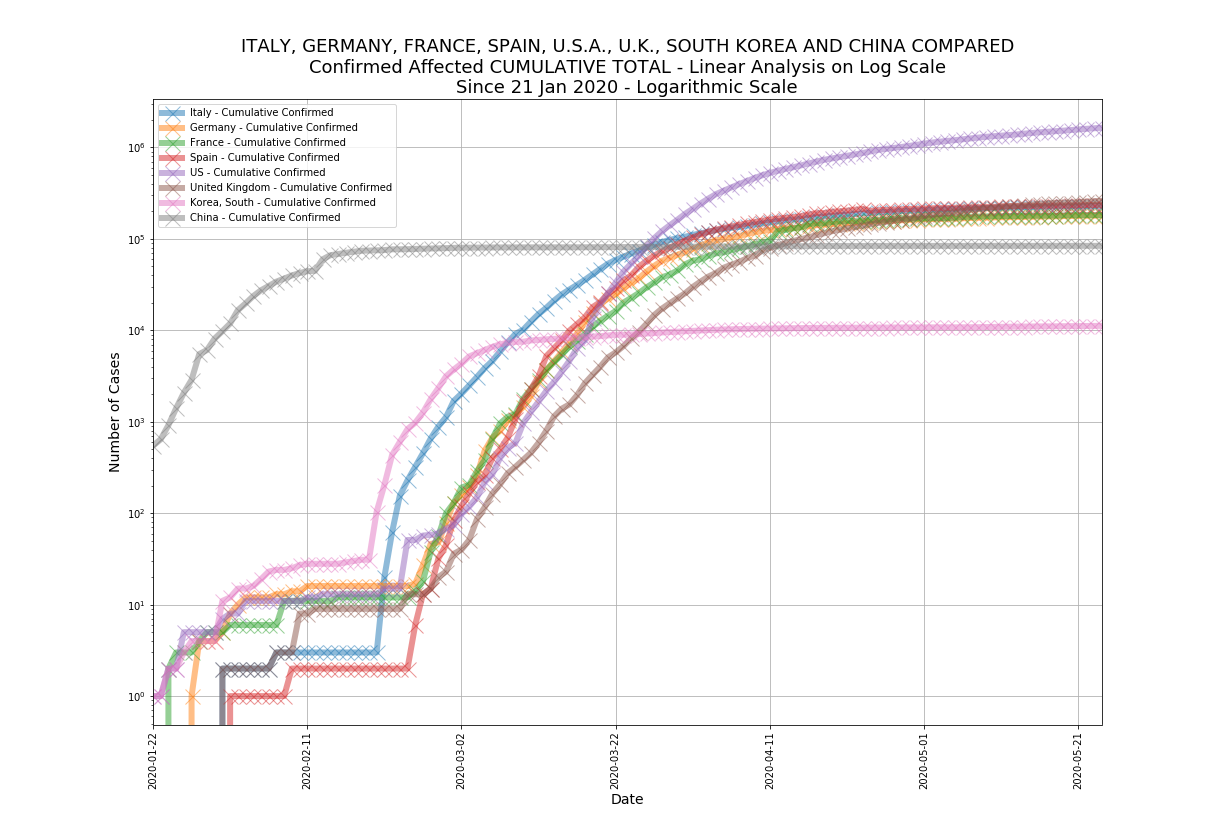 ITALY, GERMANY, FRANCE, SPAIN, U.S.A., U.K., SOUTH KOREA AND CHINA COMPARED
Confirmed Affected CUMULATIVE TOTAL - Linear Analysis on Log Scale
Since 21 Jan 2020 - Logarithmic Scale
Italy - Cumulative Confirmed
Germany - Cumulative Confirmed
France - Cumulative Confirmed
Spain - Cumulative Confirmed
US - Cumulative Confirmed
United Kingdom - Cumulative Confirmed
Korea, South - Cumulative Confirmed
China - Cumulative Confirmed
Number of Cases
10⁶
10⁵
10⁴
10³
10²
10¹
10⁰
2020-01-22
2020-02-11
2020-03-02
2020-03-22
2020-04-11
2020-05-01
2020-05-21
Date